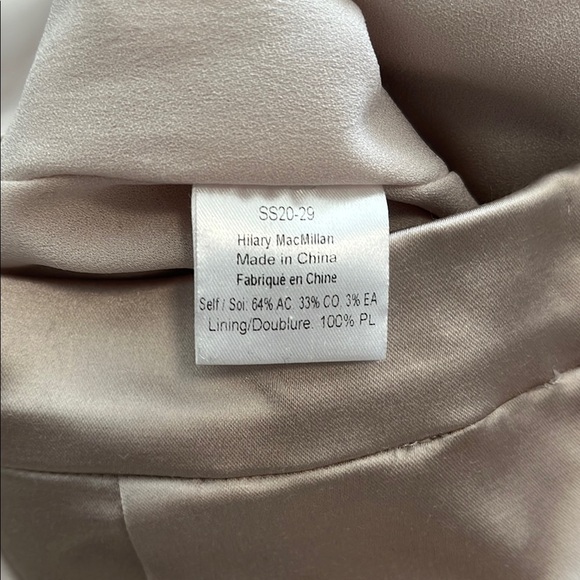 SS20-29
Hilary MacMillan
Made in China
Fabriqué en Chine
Self / Soi: 64% AC, 33% CO, 3% EA
Lining/Doublure: 100% PL